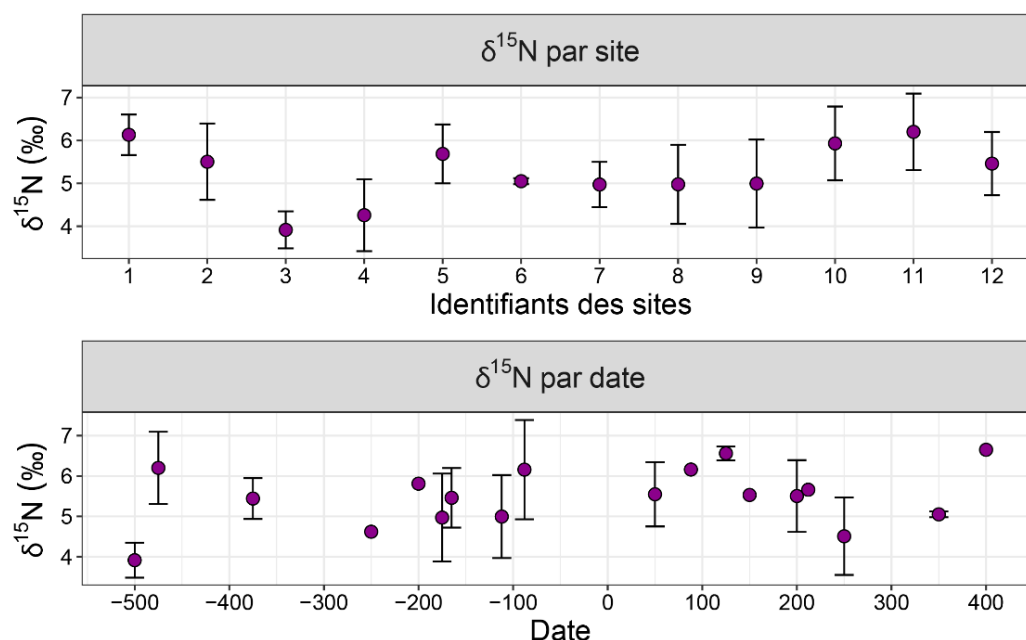 δ¹⁵N par site
δ¹⁵N (‰)
7
6
5
4
1 2 3 4 5 6 7 8 9 10 11 12
Identifiants des sites
δ¹⁵N par date
δ¹⁵N (‰)
7
6
5
4
−500 −400 −300 −200 −100 0 100 200 300 400
Date